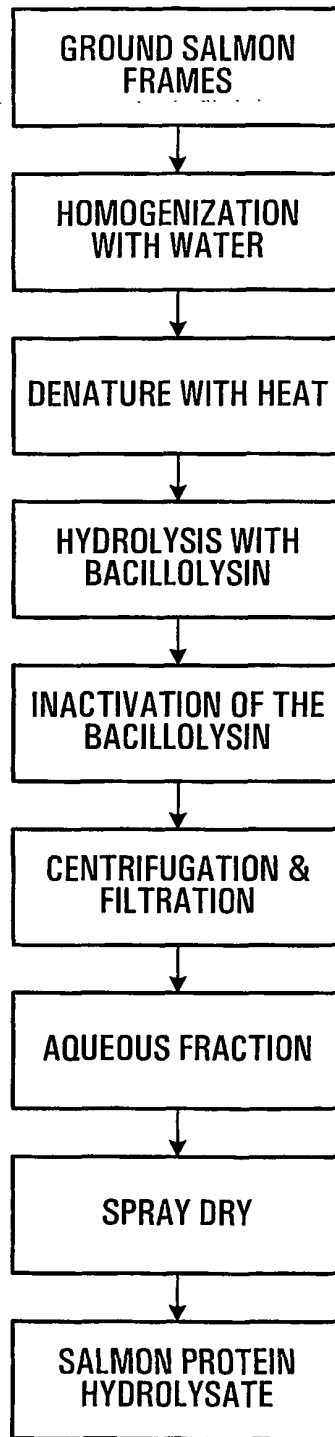 GROUND SALMON
FRAMES
HOMOGENIZATION
WITH WATER
DENATURE WITH HEAT
HYDROLYSIS WITH
BACILLOLYSIN
INACTIVATION OF THE
BACILLOLYSIN
CENTRIFUGATION &
FILTRATION
AQUEOUS FRACTION
SPRAY DRY
SALMON PROTEIN
HYDROLYSATE